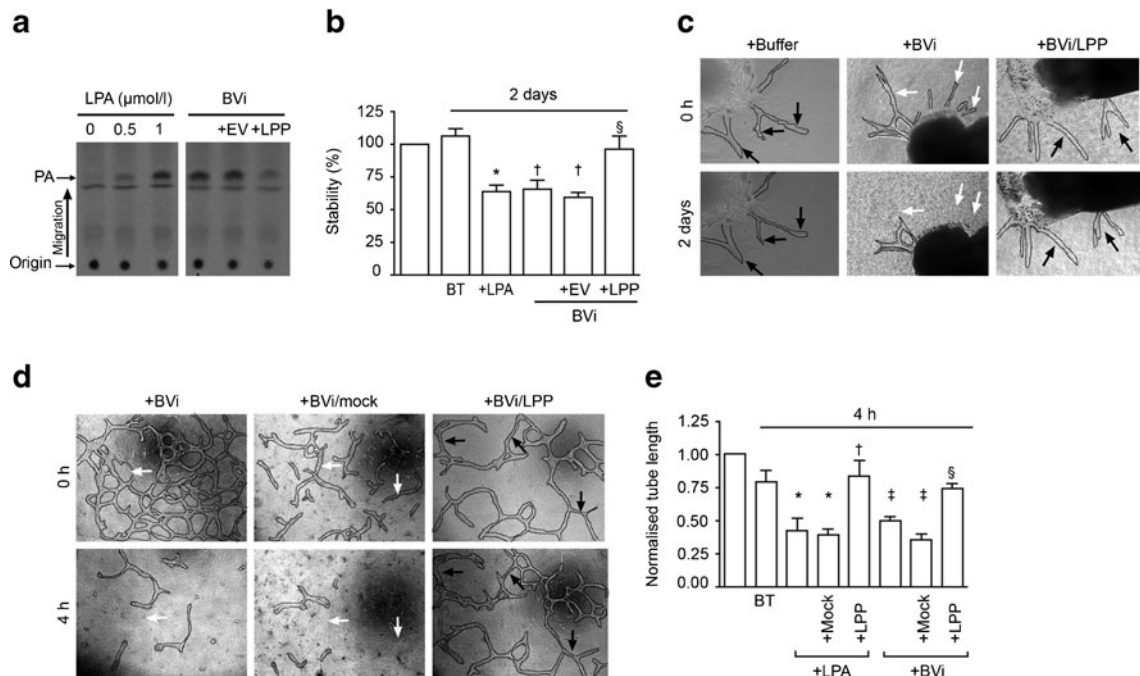 a
LPA (µmol/l) BVi
0 0.5 1 +EV +LPP
PA
Migration
Origin
b
2 days
Stability (%)
125
100
75
50
25
0
* † † §
BT +LPA +EV +LPP
BVi
c
+Buffer +BVi +BVi/LPP
0 h
2 days
d
+BVi +BVi/mock +BVi/LPP
0 h
4 h
e
4 h
Normalised tube length
1.25
1.00
0.75
0.50
0.25
0.00
* * † ‡ ‡ §
BT +Mock +LPP +Mock +LPP
+LPA +BVi